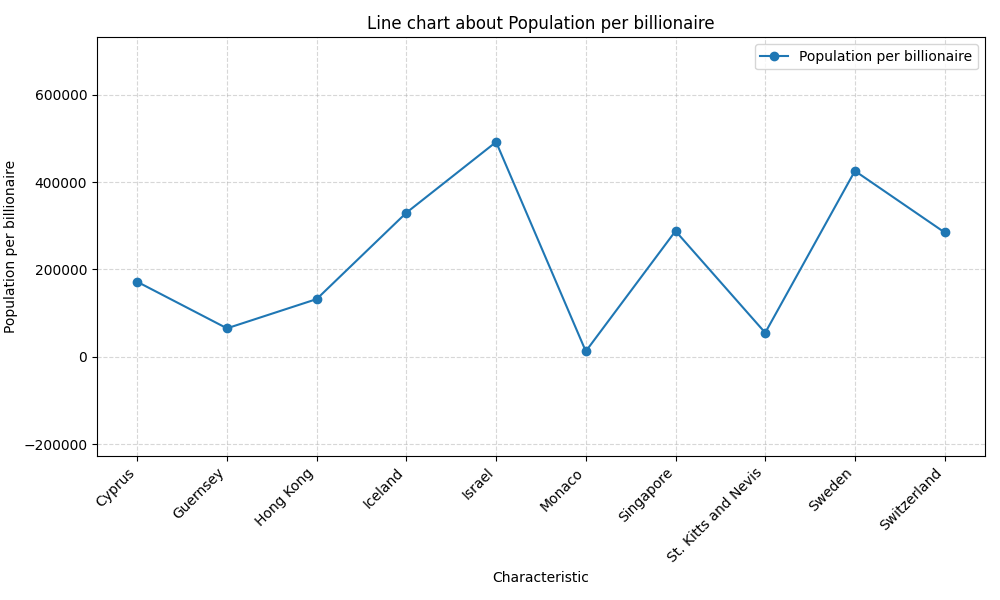 Line chart about Population per billionaire
Population per billionaire
Population per billionaire
600000
400000
200000
0
−200000
Cyprus
Guernsey
Hong Kong
Iceland
Israel
Monaco
Singapore
St. Kitts and Nevis
Sweden
Switzerland
Characteristic